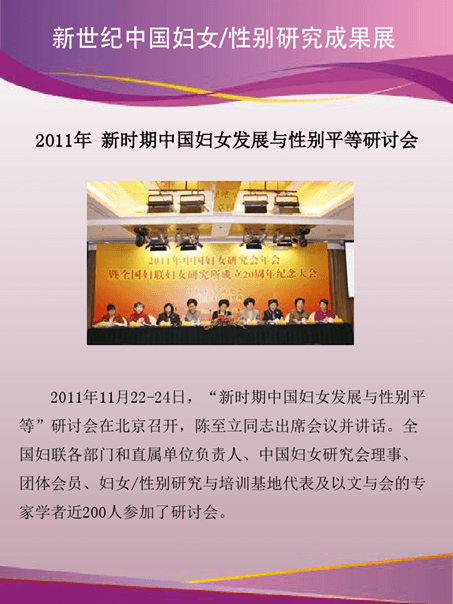 新世纪中国妇女/性别研究成果展
2011年 新时期中国妇女发展与性别平等研讨会
2011年中国妇女研究会年会
暨全国妇联妇女研究所成立20周年纪念大会
2011年11月22-24日，“新时期中国妇女发展与性别平
等”研讨会在北京召开，陈至立同志出席会议并讲话。全
国妇联各部门和直属单位负责人、中国妇女研究会理事、
团体会员、妇女/性别研究与培训基地代表及以文与会的专
家学者近200人参加了研讨会。